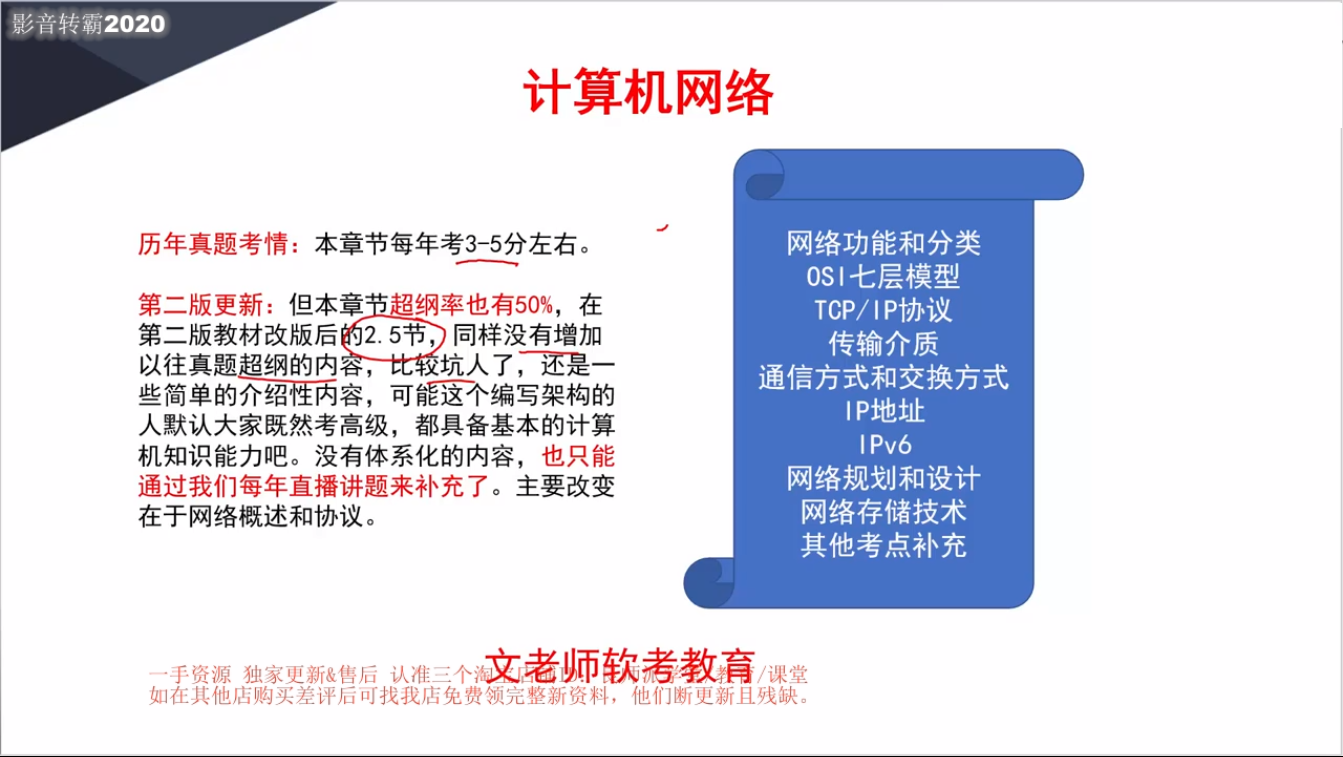 影音转霸2020
计算机网络
历年真题考情：本章节每年考3-5分左右。
第二版更新：但本章节超纲率也有50%，在
第二版教材改版后的2.5节，同样没有增加
以往真题超纲的内容，比较坑人了，还是一
些简单的介绍性内容，可能这个编写架构的
人默认大家既然考高级，都具备基本的计算
机知识能力吧。没有体系化的内容，也只能
通过我们每年直播讲题来补充了。主要改变
在于网络概述和协议。
网络功能和分类
OSI七层模型
TCP/IP协议
传输介质
通信方式和交换方式
IP地址
IPv6
网络规划和设计
网络存储技术
其他考点补充
文老师软考教育
一手资源 独家更新&售后 认准三个淘宝店铺ID：师派学堂/教育/课堂
如在其他店购买差评后可找我店免费领完整新资料，他们断更新且残缺。